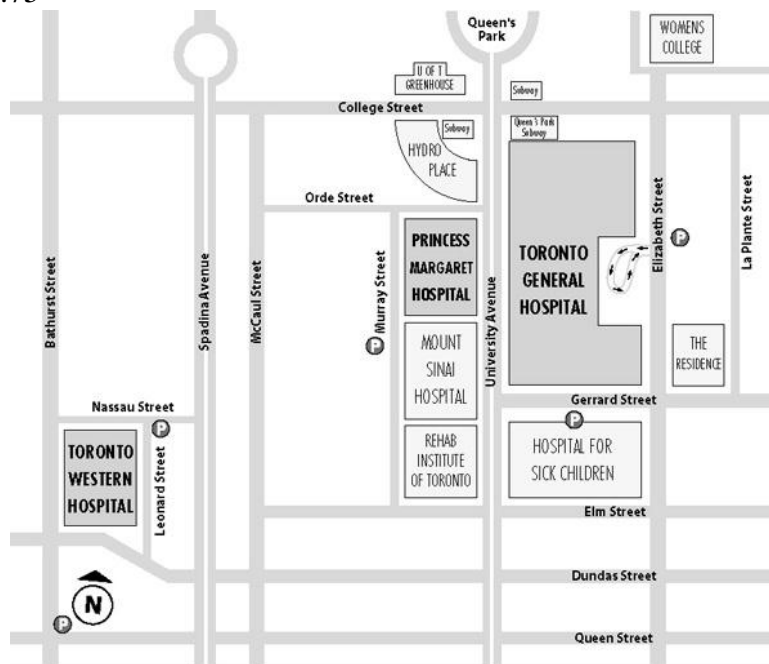 Queen's
Park
WOMENS
COLLEGE
U OF T
GREENHOUSE
Subway
College Street
Subway
Queen's Park
Subway
HYDRO
PLACE
Orde Street
PRINCESS
MARGARET
HOSPITAL
TORONTO
GENERAL
HOSPITAL
P
Elizabeth Street
La Plante Street
Bathurst Street
Spadina Avenue
McCaul Street
Murray Street
University Avenue
P
MOUNT
SINAI
HOSPITAL
THE
RESIDENCE
Nassau Street
Gerrard Street
P
P
TORONTO
WESTERN
HOSPITAL
Leonard Street
REHAB
INSTITUTE
OF TORONTO
HOSPITAL FOR
SICK CHILDREN
Elm Street
Dundas Street
N
P
Queen Street